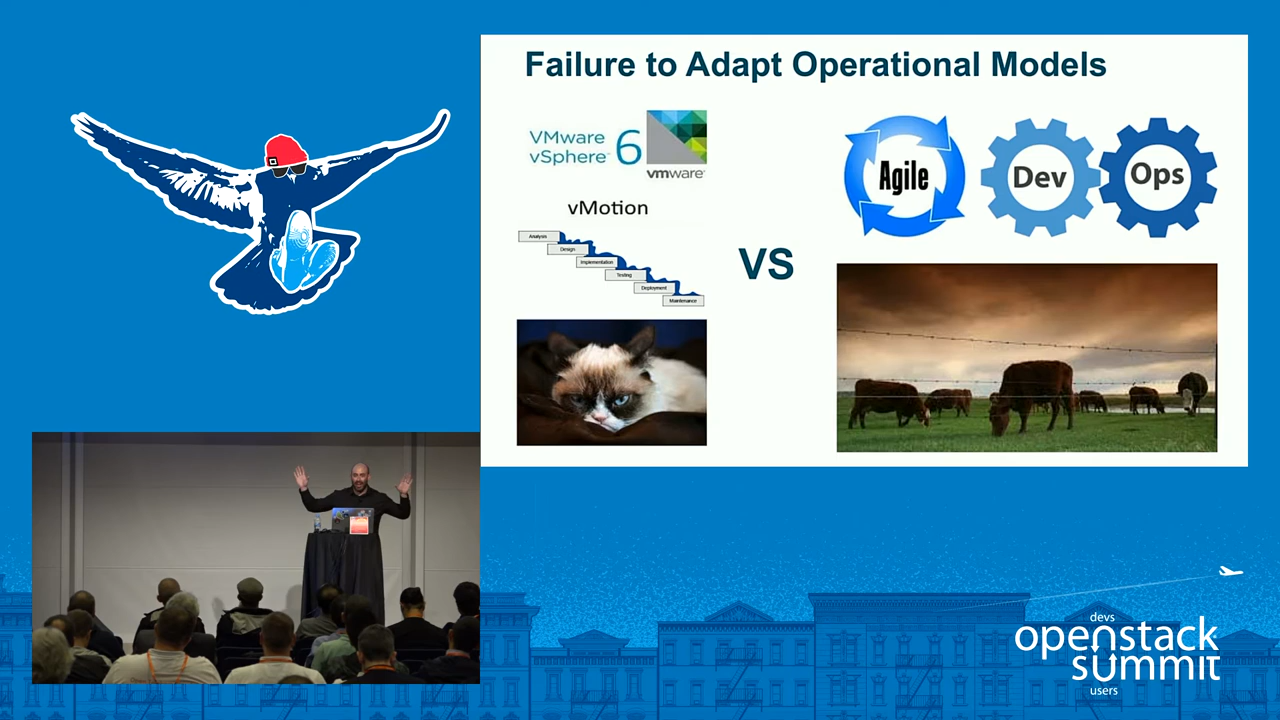 Failure to Adapt Operational Models
VMware
vSphere™ 6
vmware®
vMotion
Analysis
Design
Implementation
Testing
Deployment
Maintenance
VS
Agile
Dev
Ops
devs
openstack
summit
users